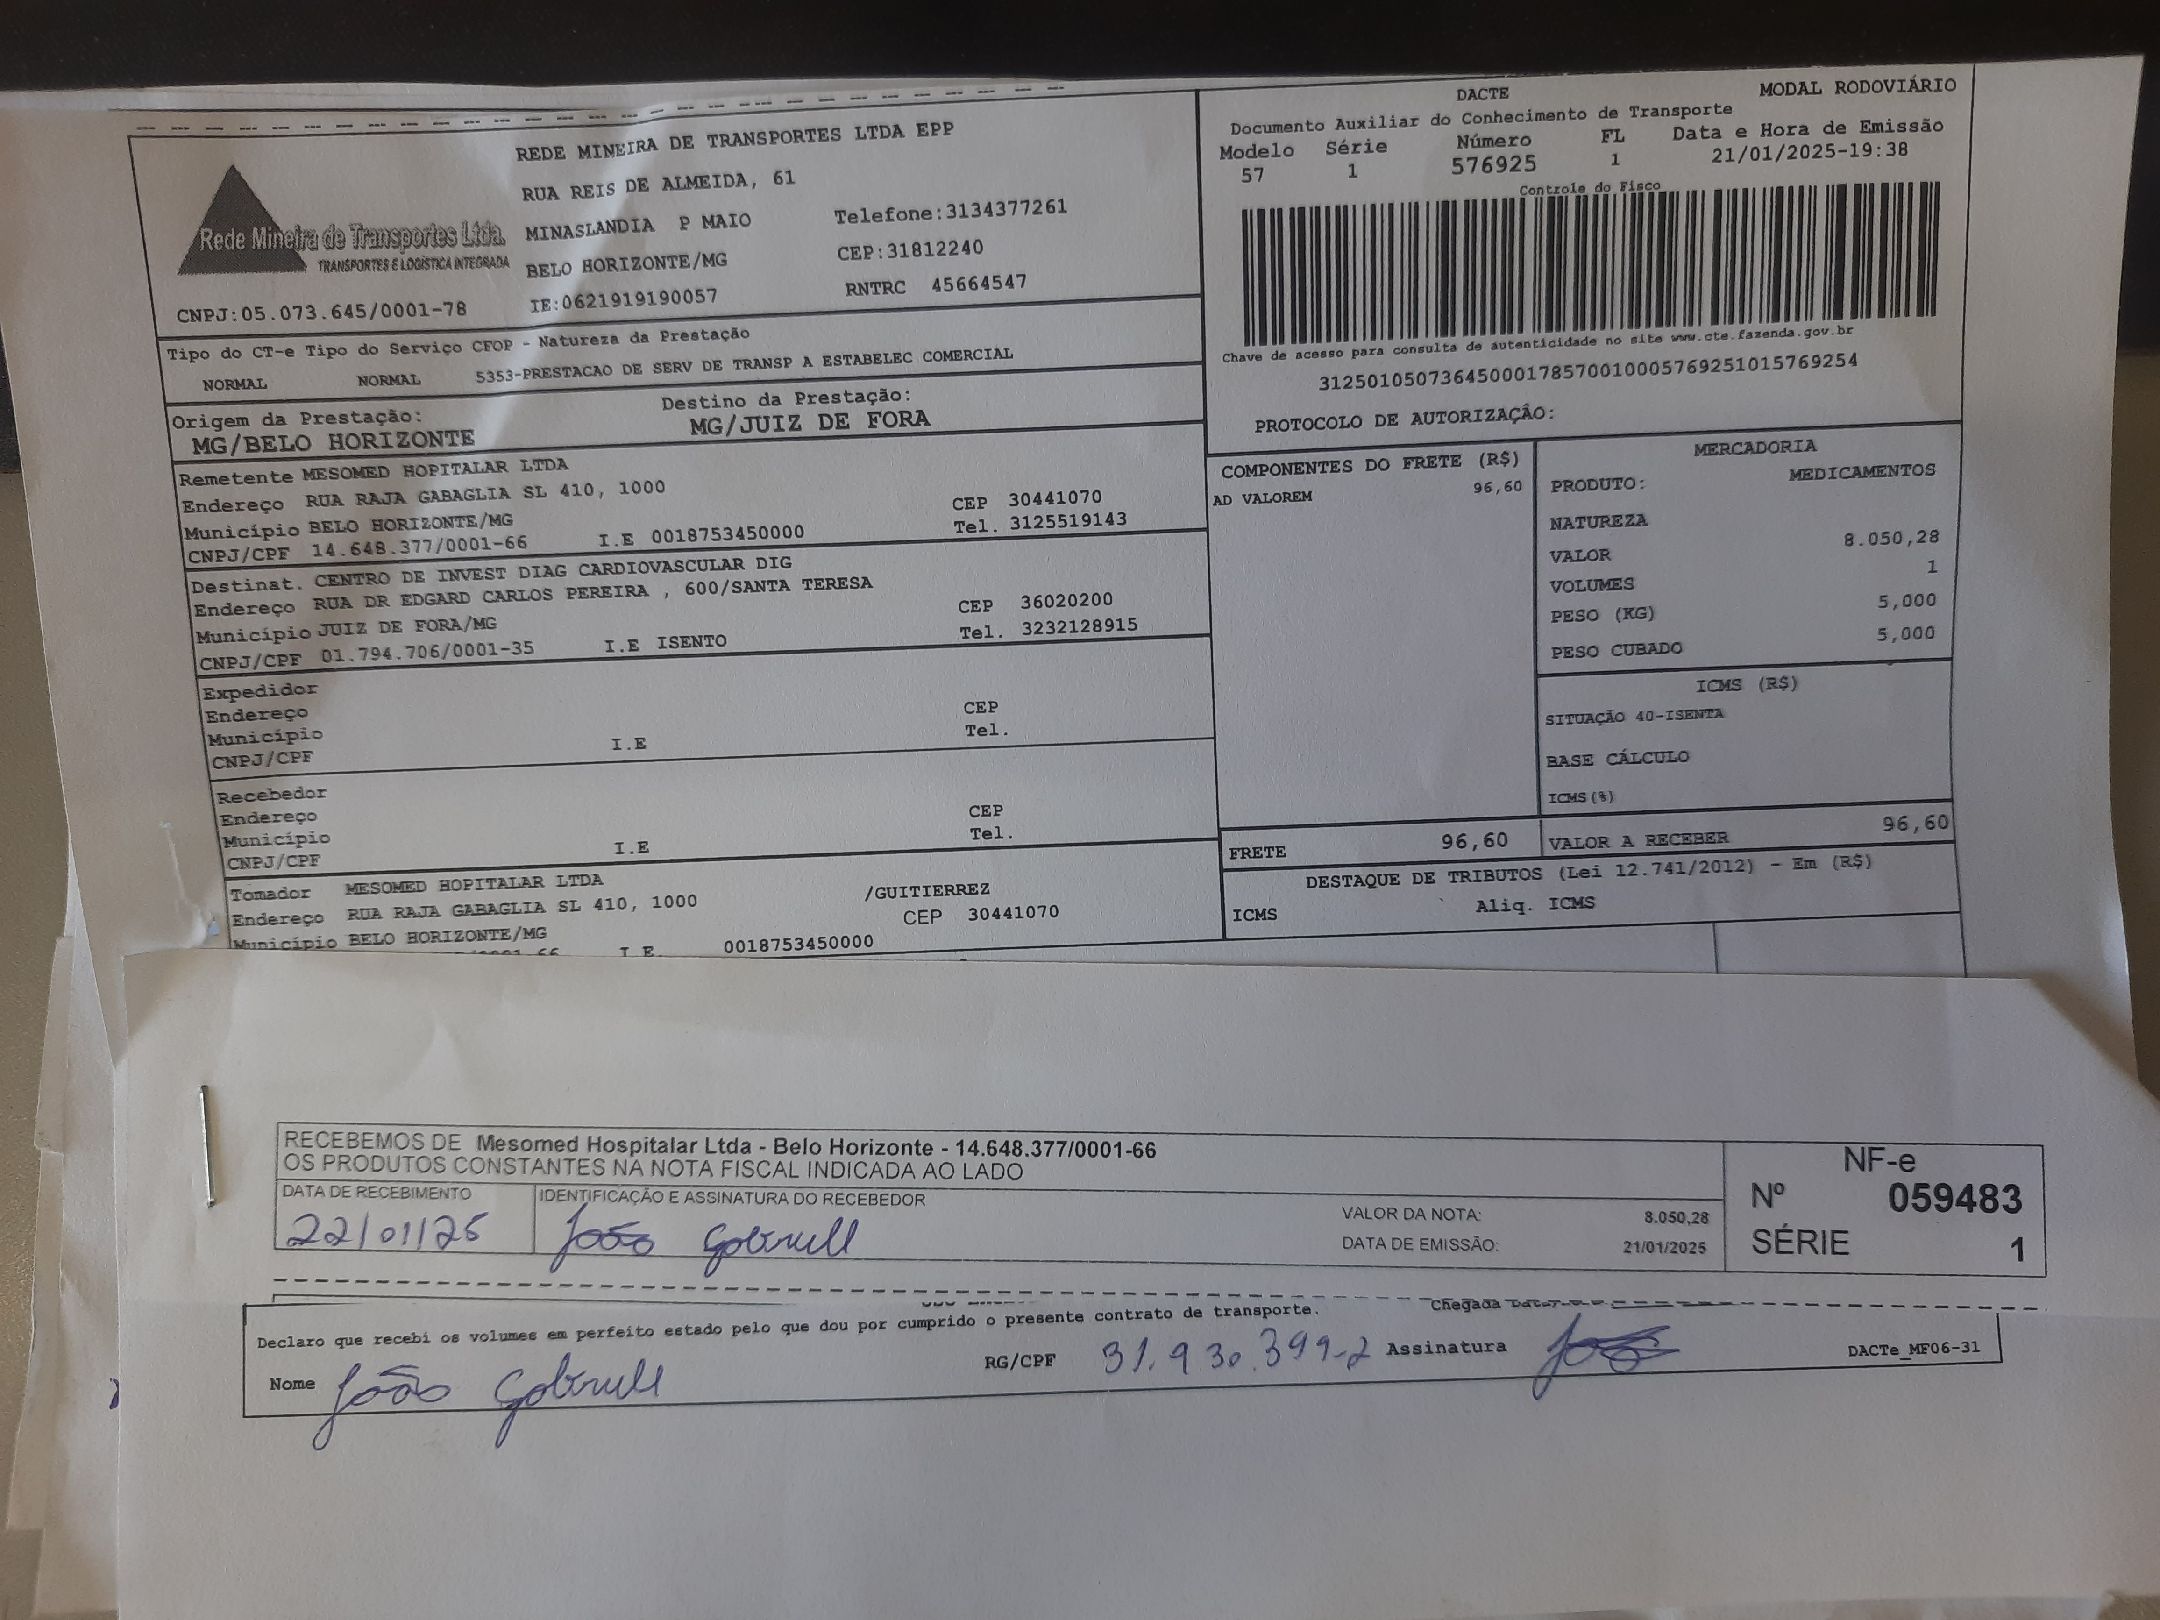 REDE MINEIRA DE TRANSPORTES LTDA EPP
RUA REIS DE ALMEIDA, 61
MINASLANDIA P MAIO Telefone:3134377261
BELO HORIZONTE/MG CEP:31812240
IE:0621919190057 RNTRC 45664547
Rede Mineira de Transportes Ltda.
TRANSPORTES E LOGÍSTICA INTEGRADA
CNPJ:05.073.645/0001-78
DACTE MODAL RODOVIÁRIO
Documento Auxiliar do Conhecimento de Transporte
Modelo Série Número FL Data e Hora de Emissão
57 1 576925 1 21/01/2025-19:38
Controle do Fisco
Chave de acesso para consulta de autenticidade no site www.cte.fazenda.gov.br
31250105073645000178570010005769251015769254
PROTOCOLO DE AUTORIZAÇÃO:
Tipo do CT-e Tipo do Serviço CFOP - Natureza da Prestação
NORMAL NORMAL 5353-PRESTACAO DE SERV DE TRANSP A ESTABELEC COMERCIAL
Origem da Prestação: Destino da Prestação:
MG/BELO HORIZONTE MG/JUIZ DE FORA
Remetente MESOMED HOPITALAR LTDA
Endereço RUA RAJA GABAGLIA SL 410, 1000
Município BELO HORIZONTE/MG CEP 30441070
CNPJ/CPF 14.648.377/0001-66 I.E 0018753450000 Tel. 3125519143
Destinat. CENTRO DE INVEST DIAG CARDIOVASCULAR DIG
Endereço RUA DR EDGARD CARLOS PEREIRA , 600/SANTA TERESA
Município JUIZ DE FORA/MG CEP 36020200
CNPJ/CPF 01.794.706/0001-35 I.E ISENTO Tel. 3232128915
Expedidor
Endereço
Município CEP
CNPJ/CPF I.E Tel.
Recebedor
Endereço
Município CEP
CNPJ/CPF I.E Tel.
Tomador MESOMED HOPITALAR LTDA
Endereço RUA RAJA GABAGLIA SL 410, 1000 /GUITIERREZ
Município BELO HORIZONTE/MG CEP 30441070
I.E. 0018753450000
COMPONENTES DO FRETE (R$)
AD VALOREM 96,60
MERCADORIA
PRODUTO: MEDICAMENTOS
NATUREZA
VALOR 8.050,28
VOLUMES 1
PESO (KG) 5,000
PESO CUBADO 5,000
ICMS (R$)
SITUAÇÃO 40-ISENTA
BASE CÁLCULO
ICMS(%)
FRETE 96,60 VALOR A RECEBER 96,60
DESTAQUE DE TRIBUTOS (Lei 12.741/2012) - Em (R$)
ICMS Aliq. ICMS
RECEBEMOS DE Mesomed Hospitalar Ltda - Belo Horizonte - 14.648.377/0001-66
OS PRODUTOS CONSTANTES NA NOTA FISCAL INDICADA AO LADO
DATA DE RECEBIMENTO IDENTIFICAÇÃO E ASSINATURA DO RECEBEDOR
22/01/25 João Gabriell
VALOR DA NOTA: 8.050,28
DATA DE EMISSÃO: 21/01/2025
NF-e
Nº 059483
SÉRIE 1
Declaro que recebi os volumes em perfeito estado pelo que dou por cumprido o presente contrato de transporte. Chegada
Nome João Gabriell RG/CPF 31.930.399-2 Assinatura João DACTe_MF06-31